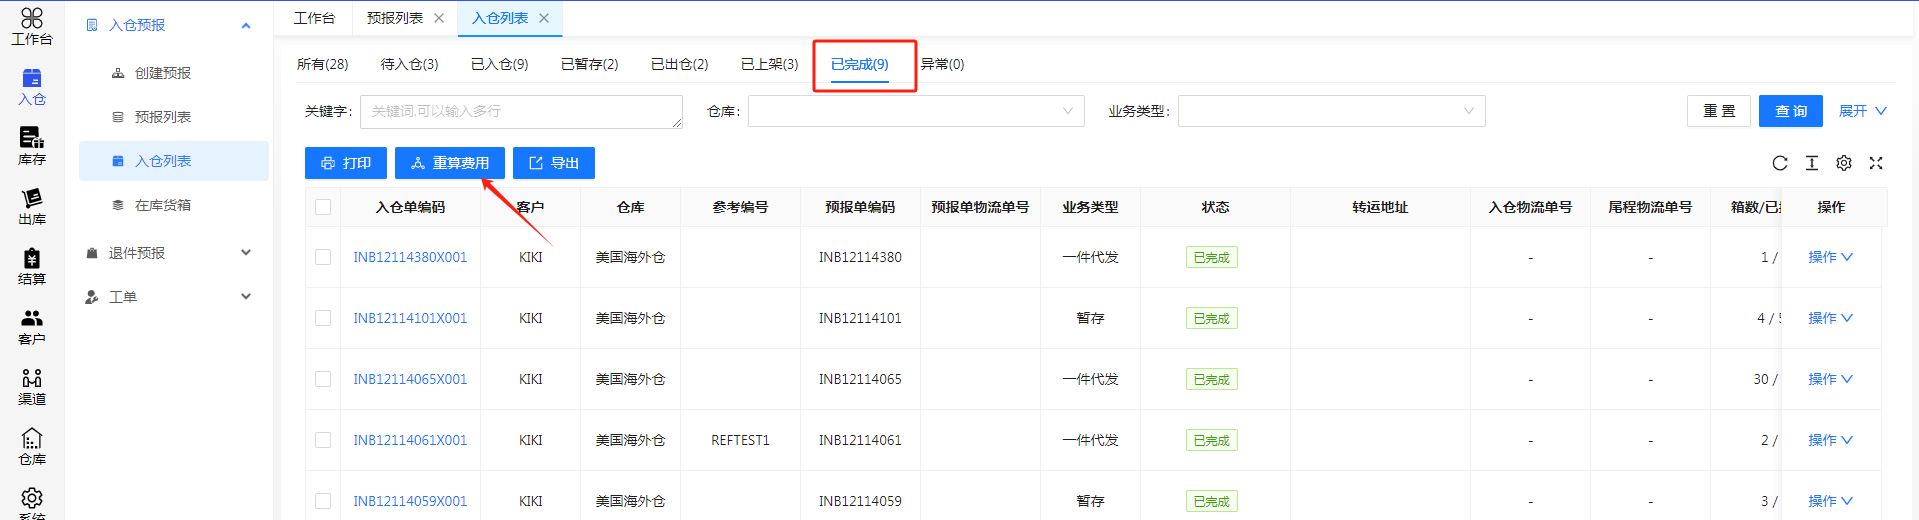 工作台
入仓
库存
出库
结算
客户
渠道
仓库
入仓预报
创建预报
预报列表
入仓列表
在库货箱
退件预报
工单
工作台 预报列表 入仓列表
所有(28) 待入仓(3) 已入仓(9) 已暂存(2) 已出仓(2) 已上架(3) 已完成(9) 异常(0)
关键字: 关键词,可以输入多行 仓库: 业务类型: 重 置 查 询 展开
打印 重算费用 导出
入仓单编码 客户 仓库 参考编号 预报单编码 预报单物流单号 业务类型 状态 转运地址 入仓物流单号 尾程物流单号 箱数/已 操作
INB12114380X001 KIKI 美国海外仓 INB12114380 一件代发 已完成 - - 1 / 操作
INB12114101X001 KIKI 美国海外仓 INB12114101 暂存 已完成 - - 4 / 操作
INB12114065X001 KIKI 美国海外仓 INB12114065 一件代发 已完成 - - 30 / 操作
INB12114061X001 KIKI 美国海外仓 REFTEST1 INB12114061 一件代发 已完成 - - 2 / 操作
INB12114059X001 KIKI 美国海外仓 INB12114059 暂存 已完成 - - 3 / 操作